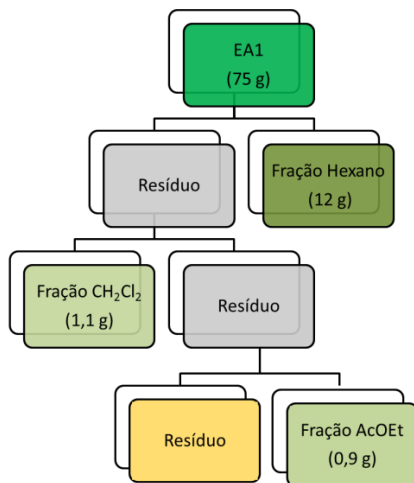 EA1
(75 g)
Resíduo
Fração Hexano
(12 g)
Fração CH₂Cl₂
(1,1 g)
Resíduo
Resíduo
Fração AcOEt
(0,9 g)